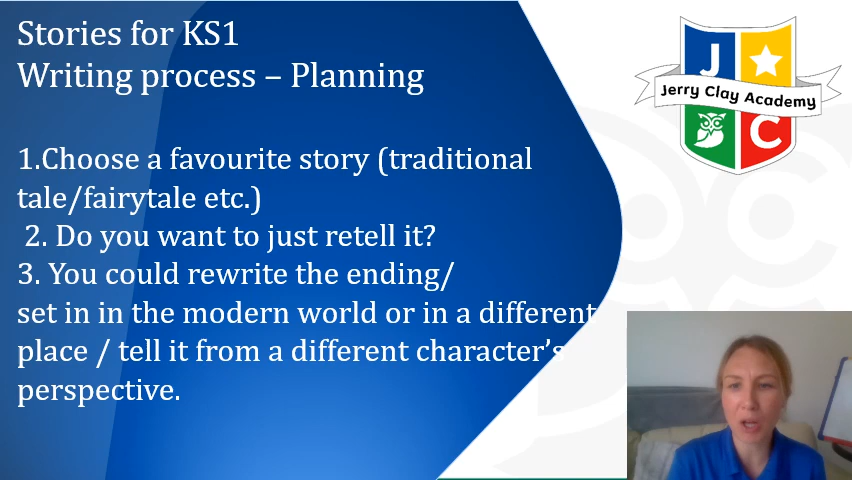 Stories for KS1
Writing process – Planning
1.Choose a favourite story (traditional
tale/fairytale etc.)
2. Do you want to just retell it?
3. You could rewrite the ending/
set in in the modern world or in a different
place / tell it from a different character’s
perspective.
J
Jerry Clay Academy
C